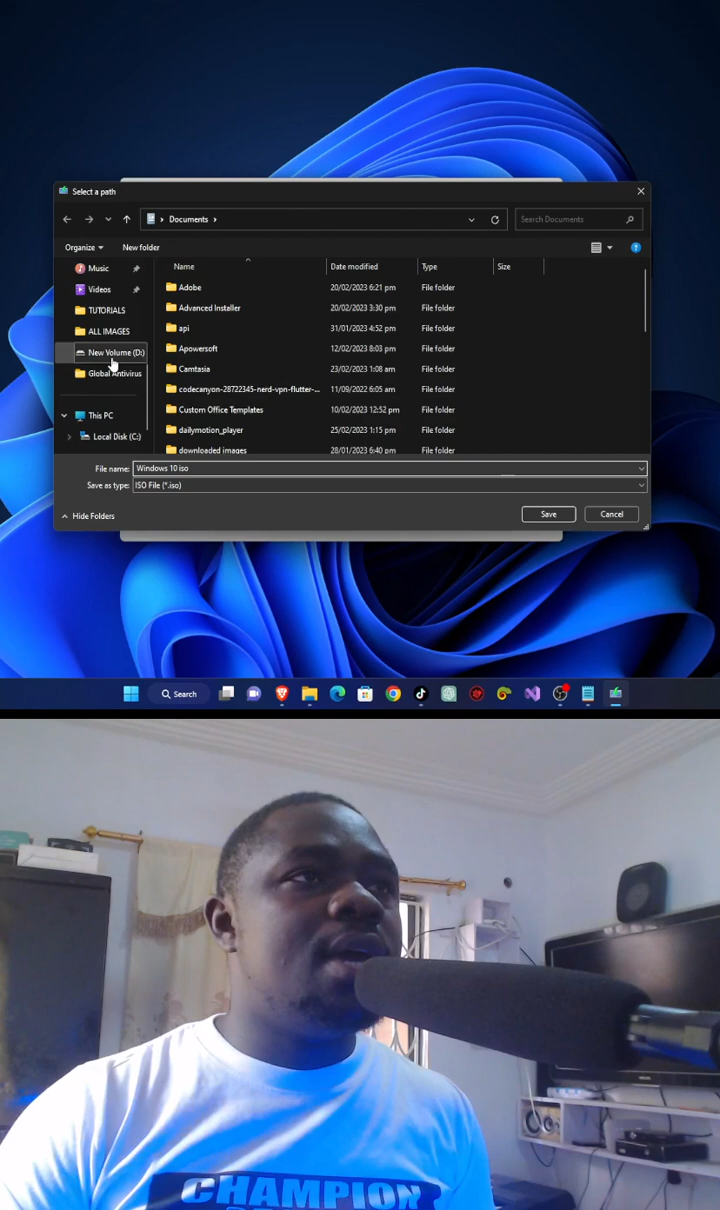 Select a path
Documents
Search Documents
Organize
New folder
Name Date modified Type Size
Music
Videos
TUTORIALS
ALL IMAGES
New Volume (D:)
Global Antivirus
This PC
Local Disk (C:)
Adobe 20/02/2023 6:21 pm File folder
Advanced Installer 20/02/2023 3:30 pm File folder
api 31/01/2023 4:52 pm File folder
Apowersoft 12/02/2023 8:03 pm File folder
Camtasia 23/02/2023 1:08 am File folder
codecanyon-28722345-nerd-vpn-flutter-... 11/09/2022 6:05 am File folder
Custom Office Templates 10/02/2023 12:52 pm File folder
dailymotion_player 25/02/2023 1:15 pm File folder
downloaded images 28/01/2023 6:40 pm File folder
File name: Windows 10 iso
Save as type: ISO File (*.iso)
Hide Folders
Save
Cancel
Search
CHAMPION